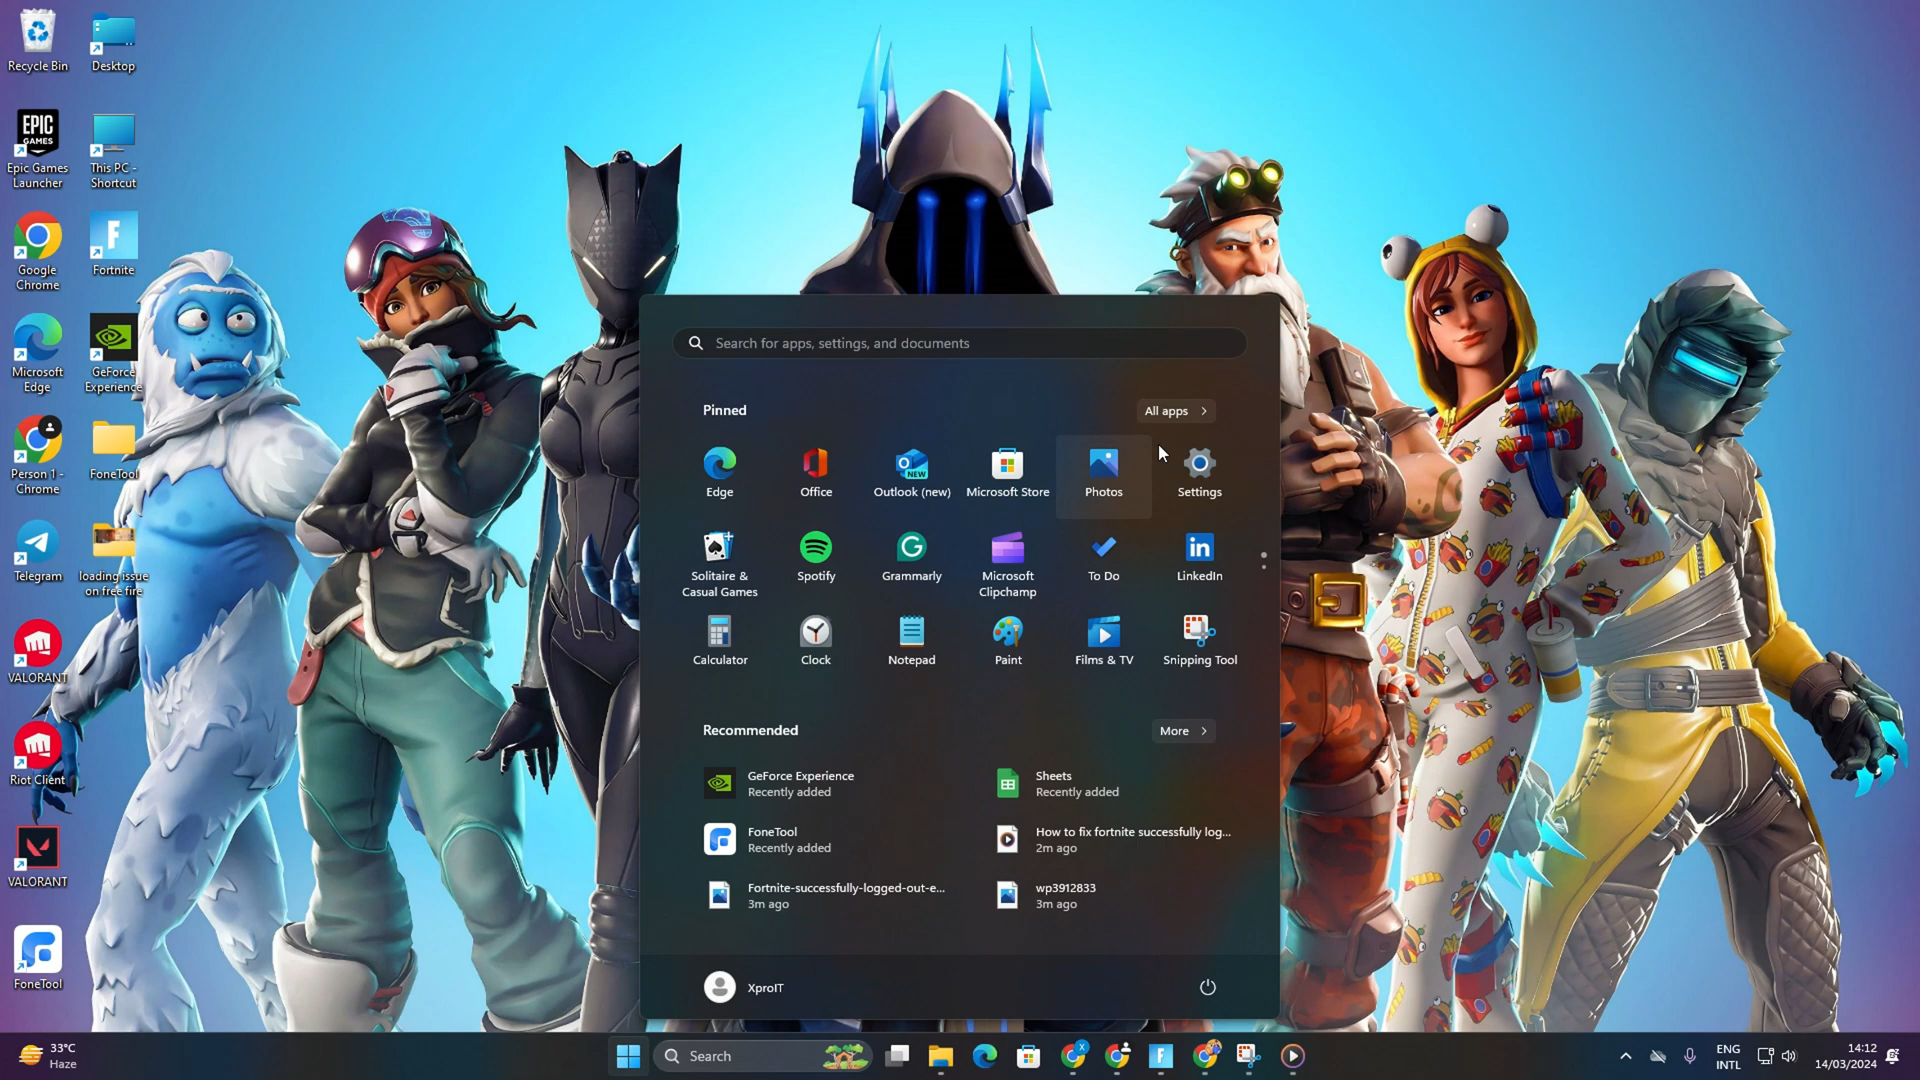 Recycle Bin
Desktop
EPIC
GAMES
Epic Games
Launcher
This PC -
Shortcut
Google
Chrome
F
Fortnite
Microsoft
Edge
GeForce
Experience
Person 1 -
Chrome
FoneTool
Telegram
loading issue
on free fire
VALORANT
Riot Client
VALORANT
FoneTool
Search for apps, settings, and documents
Pinned
All apps
Edge
Office
NEW
Outlook (new)
Microsoft Store
Photos
Settings
Solitaire &
Casual Games
Spotify
Grammarly
Microsoft
Clipchamp
To Do
in
LinkedIn
Calculator
Clock
Notepad
Paint
Films & TV
Snipping Tool
Recommended
More
GeForce Experience
Recently added
Sheets
Recently added
FoneTool
Recently added
How to fix fortnite successfully log...
2m ago
Fortnite-successfully-logged-out-e...
3m ago
wp3912833
3m ago
XproIT
33°C
Haze
Search
X
F
ENG
INTL
14:12
14/03/2024